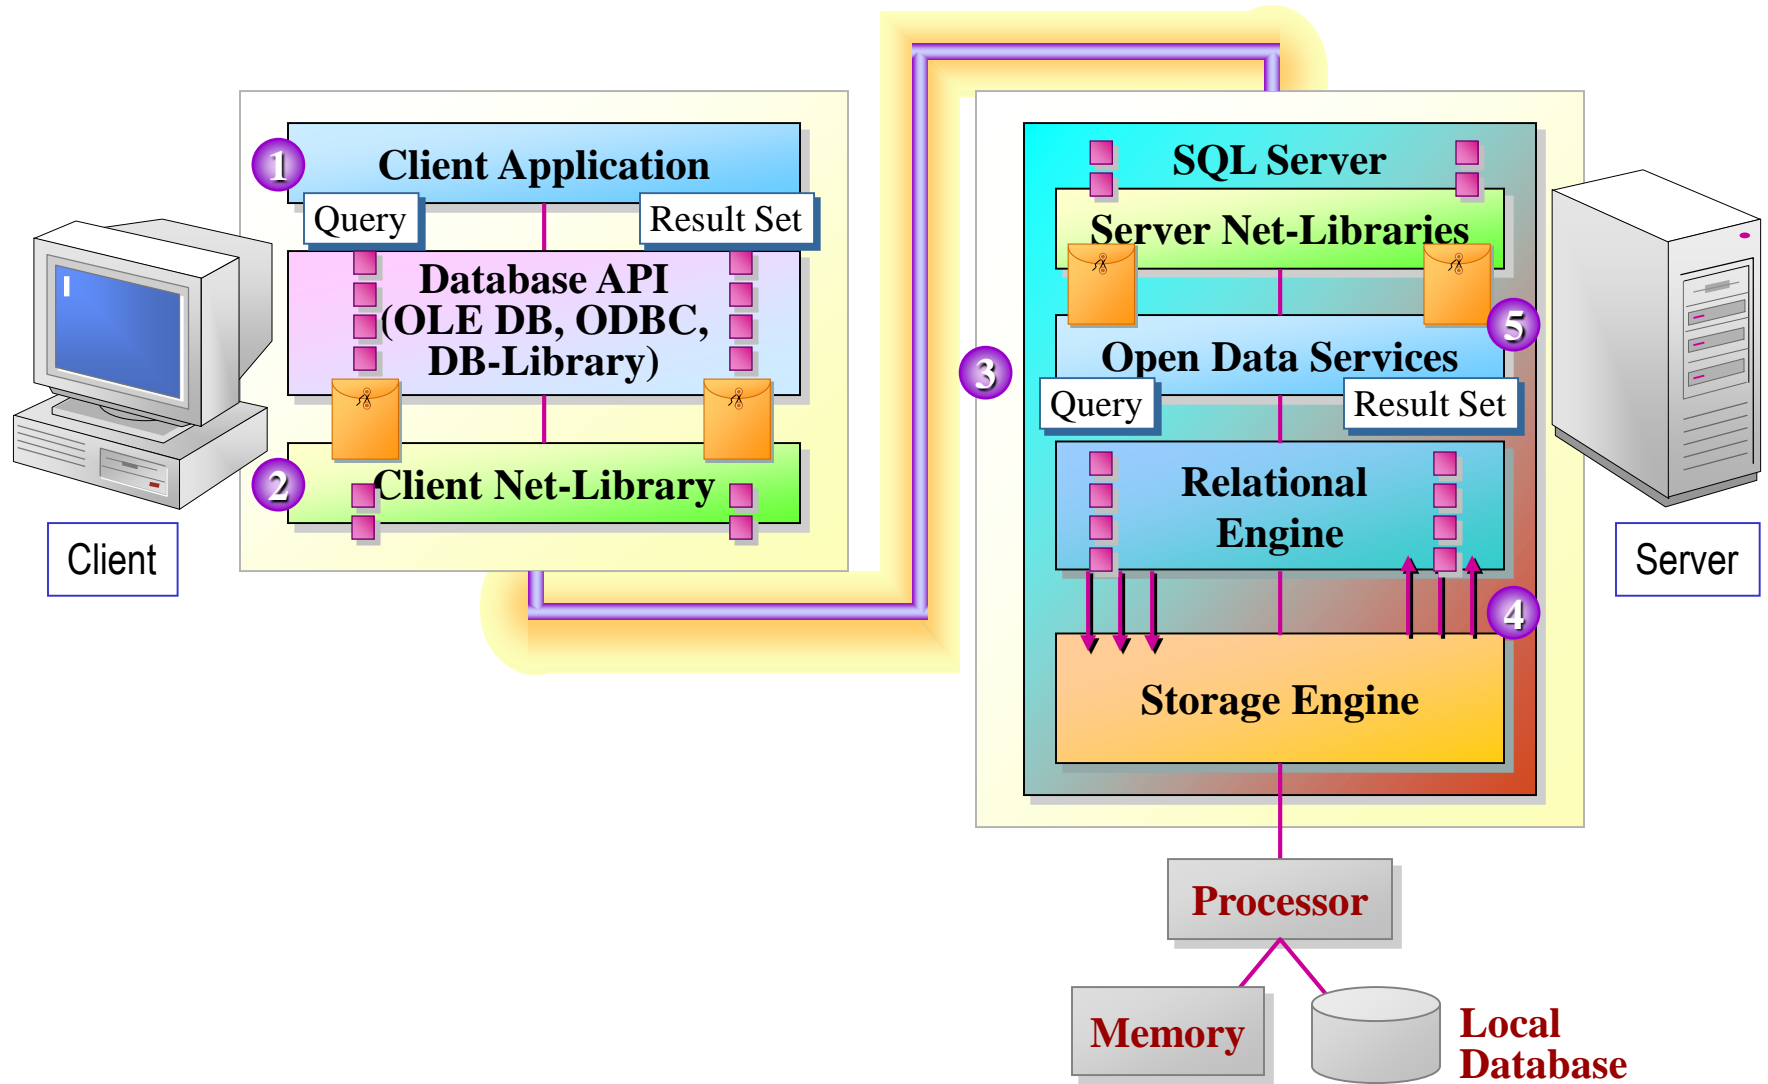 1
Client Application
Query
Result Set
Database API
(OLE DB, ODBC,
DB-Library)
2
Client Net-Library
Client
SQL Server
Server Net-Libraries
5
3
Open Data Services
Query
Result Set
Relational
Engine
4
Storage Engine
Server
Processor
Memory
Local
Database